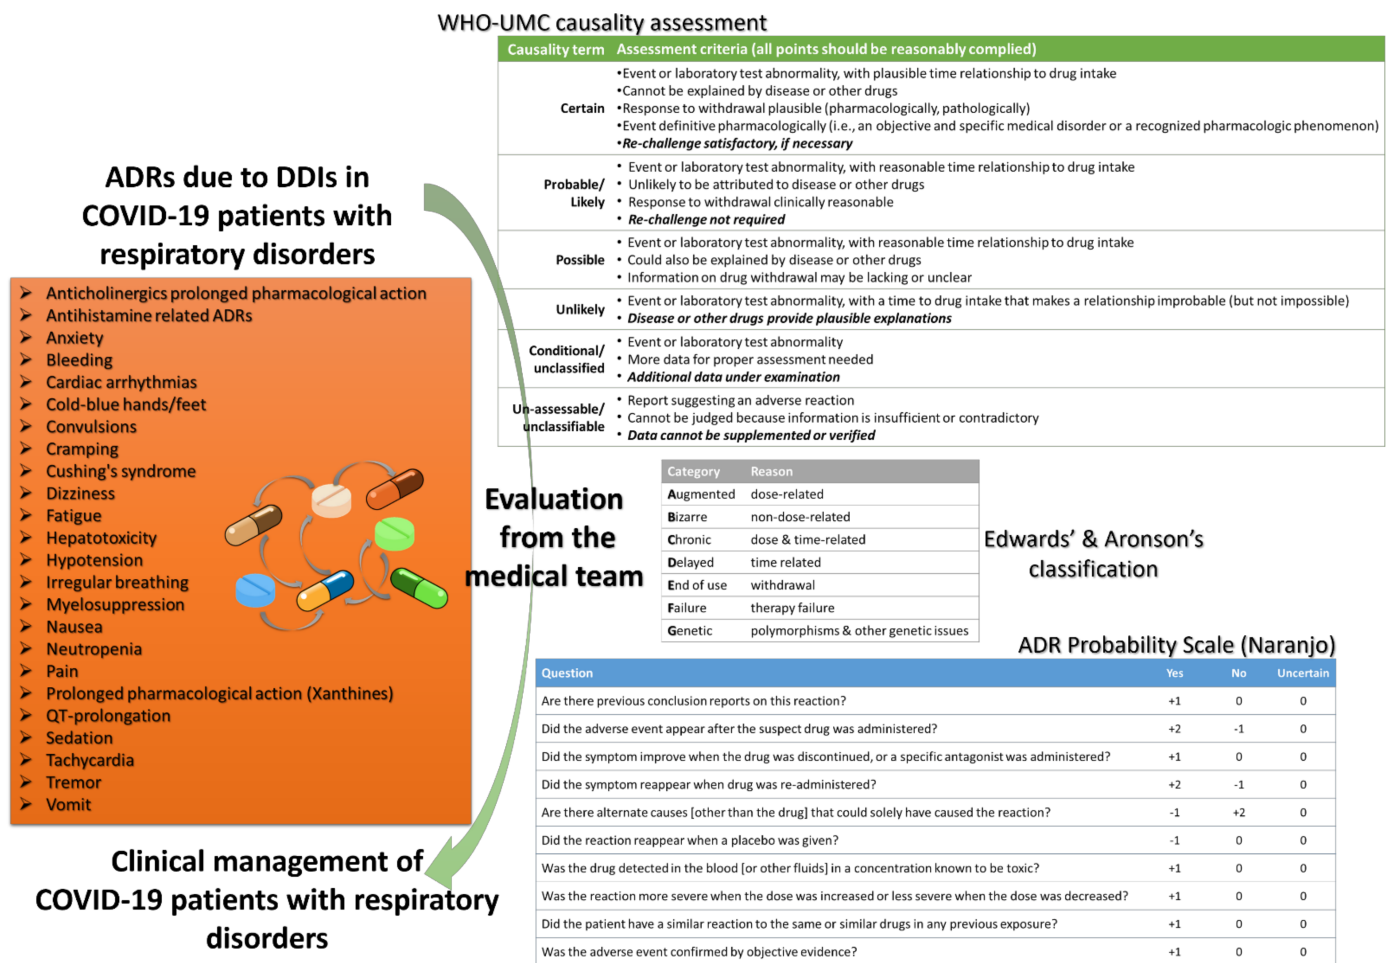 WHO-UMC causality assessment
Causality term Assessment criteria (all points should be reasonably complied)
Certain
•Event or laboratory test abnormality, with plausible time relationship to drug intake
•Cannot be explained by disease or other drugs
•Response to withdrawal plausible (pharmacologically, pathologically)
•Event definitive pharmacologically (i.e., an objective and specific medical disorder or a recognized pharmacologic phenomenon)
•Re-challenge satisfactory, if necessary
Probable/
Likely
• Event or laboratory test abnormality, with reasonable time relationship to drug intake
• Unlikely to be attributed to disease or other drugs
• Response to withdrawal clinically reasonable
• Re-challenge not required
Possible
• Event or laboratory test abnormality, with reasonable time relationship to drug intake
• Could also be explained by disease or other drugs
• Information on drug withdrawal may be lacking or unclear
Unlikely
• Event or laboratory test abnormality, with a time to drug intake that makes a relationship improbable (but not impossible)
• Disease or other drugs provide plausible explanations
Conditional/
unclassified
• Event or laboratory test abnormality
• More data for proper assessment needed
• Additional data under examination
Un-assessable/
unclassifiable
• Report suggesting an adverse reaction
• Cannot be judged because information is insufficient or contradictory
• Data cannot be supplemented or verified
ADRs due to DDIs in
COVID-19 patients with
respiratory disorders
➢ Anticholinergics prolonged pharmacological action
➢ Antihistamine related ADRs
➢ Anxiety
➢ Bleeding
➢ Cardiac arrhythmias
➢ Cold-blue hands/feet
➢ Convulsions
➢ Cramping
➢ Cushing's syndrome
➢ Dizziness
➢ Fatigue
➢ Hepatotoxicity
➢ Hypotension
➢ Irregular breathing
➢ Myelosuppression
➢ Nausea
➢ Neutropenia
➢ Pain
➢ Prolonged pharmacological action (Xanthines)
➢ QT-prolongation
➢ Sedation
➢ Tachycardia
➢ Tremor
➢ Vomit
Evaluation
from the
medical team
Category Reason
Augmented dose-related
Bizarre non-dose-related
Chronic dose & time-related
Delayed time related
End of use withdrawal
Failure therapy failure
Genetic polymorphisms & other genetic issues
Edwards’ & Aronson’s
classification
ADR Probability Scale (Naranjo)
Question Yes No Uncertain
Are there previous conclusion reports on this reaction? +1 0 0
Did the adverse event appear after the suspect drug was administered? +2 -1 0
Did the symptom improve when the drug was discontinued, or a specific antagonist was administered? +1 0 0
Did the symptom reappear when drug was re-administered? +2 -1 0
Are there alternate causes [other than the drug] that could solely have caused the reaction? -1 +2 0
Did the reaction reappear when a placebo was given? -1 0 0
Was the drug detected in the blood [or other fluids] in a concentration known to be toxic? +1 0 0
Was the reaction more severe when the dose was increased or less severe when the dose was decreased? +1 0 0
Did the patient have a similar reaction to the same or similar drugs in any previous exposure? +1 0 0
Was the adverse event confirmed by objective evidence? +1 0 0
Clinical management of
COVID-19 patients with respiratory
disorders